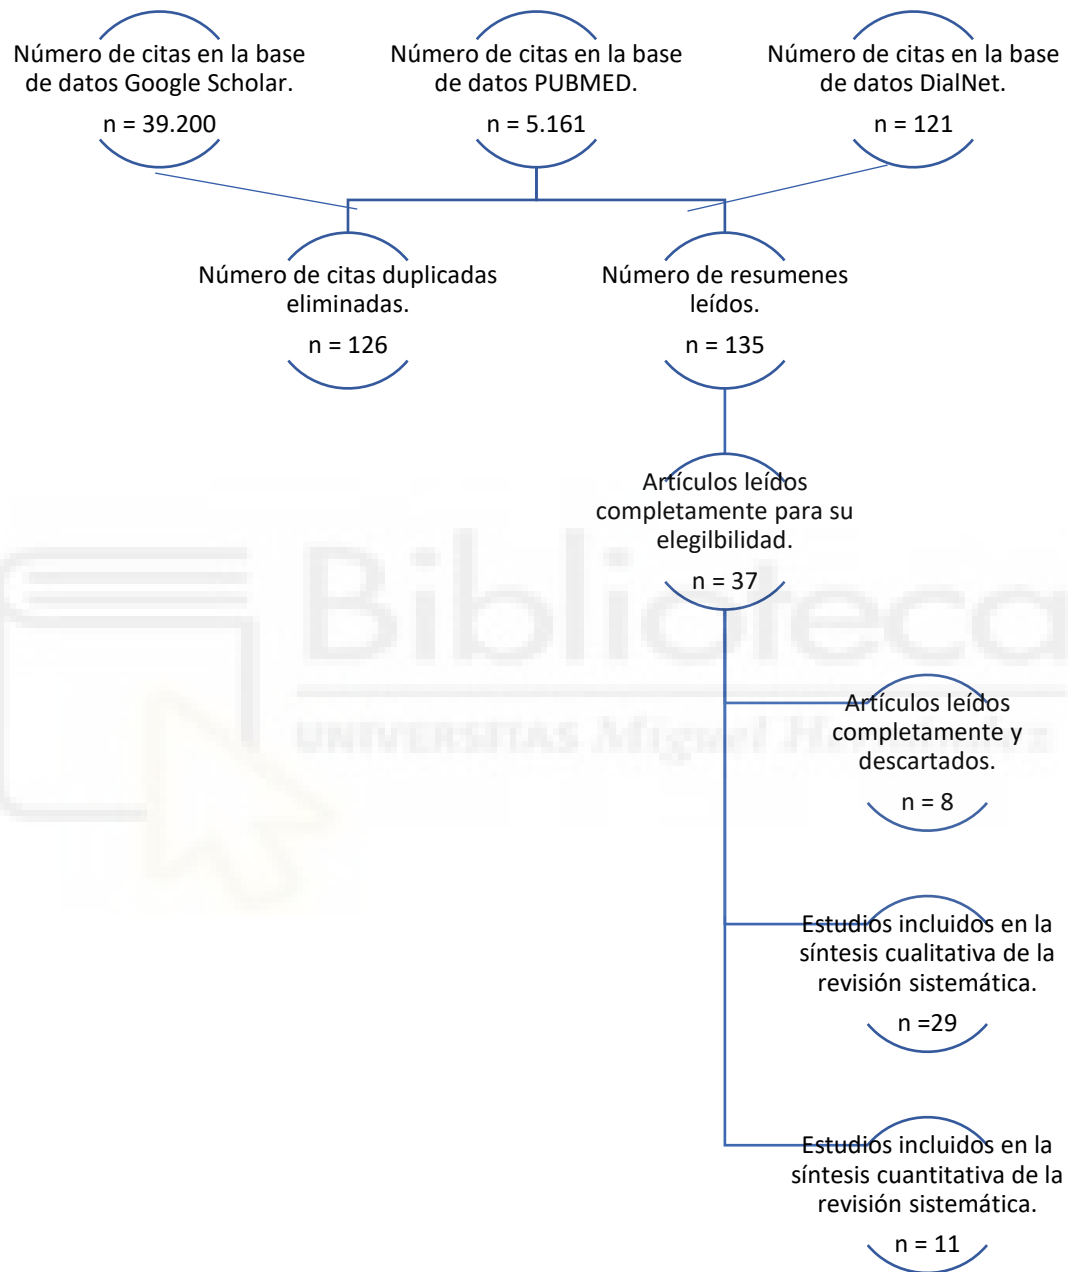 Número de citas en la base
de datos Google Scholar.
n = 39.200
Número de citas en la base
de datos PUBMED.
n = 5.161
Número de citas en la base
de datos DialNet.
n = 121
Número de citas duplicadas
eliminadas.
n = 126
Número de resumenes
leídos.
n = 135
Artículos leídos
completamente para su
elegilbilidad.
n = 37
Artículos leídos
completamente y
descartados.
n = 8
Estudios incluidos en la
síntesis cualitativa de la
revisión sistemática.
n =29
Estudios incluidos en la
síntesis cuantitativa de la
revisión sistemática.
n = 11
Biblioteca
UNIVERSITAS Miguel Hernández